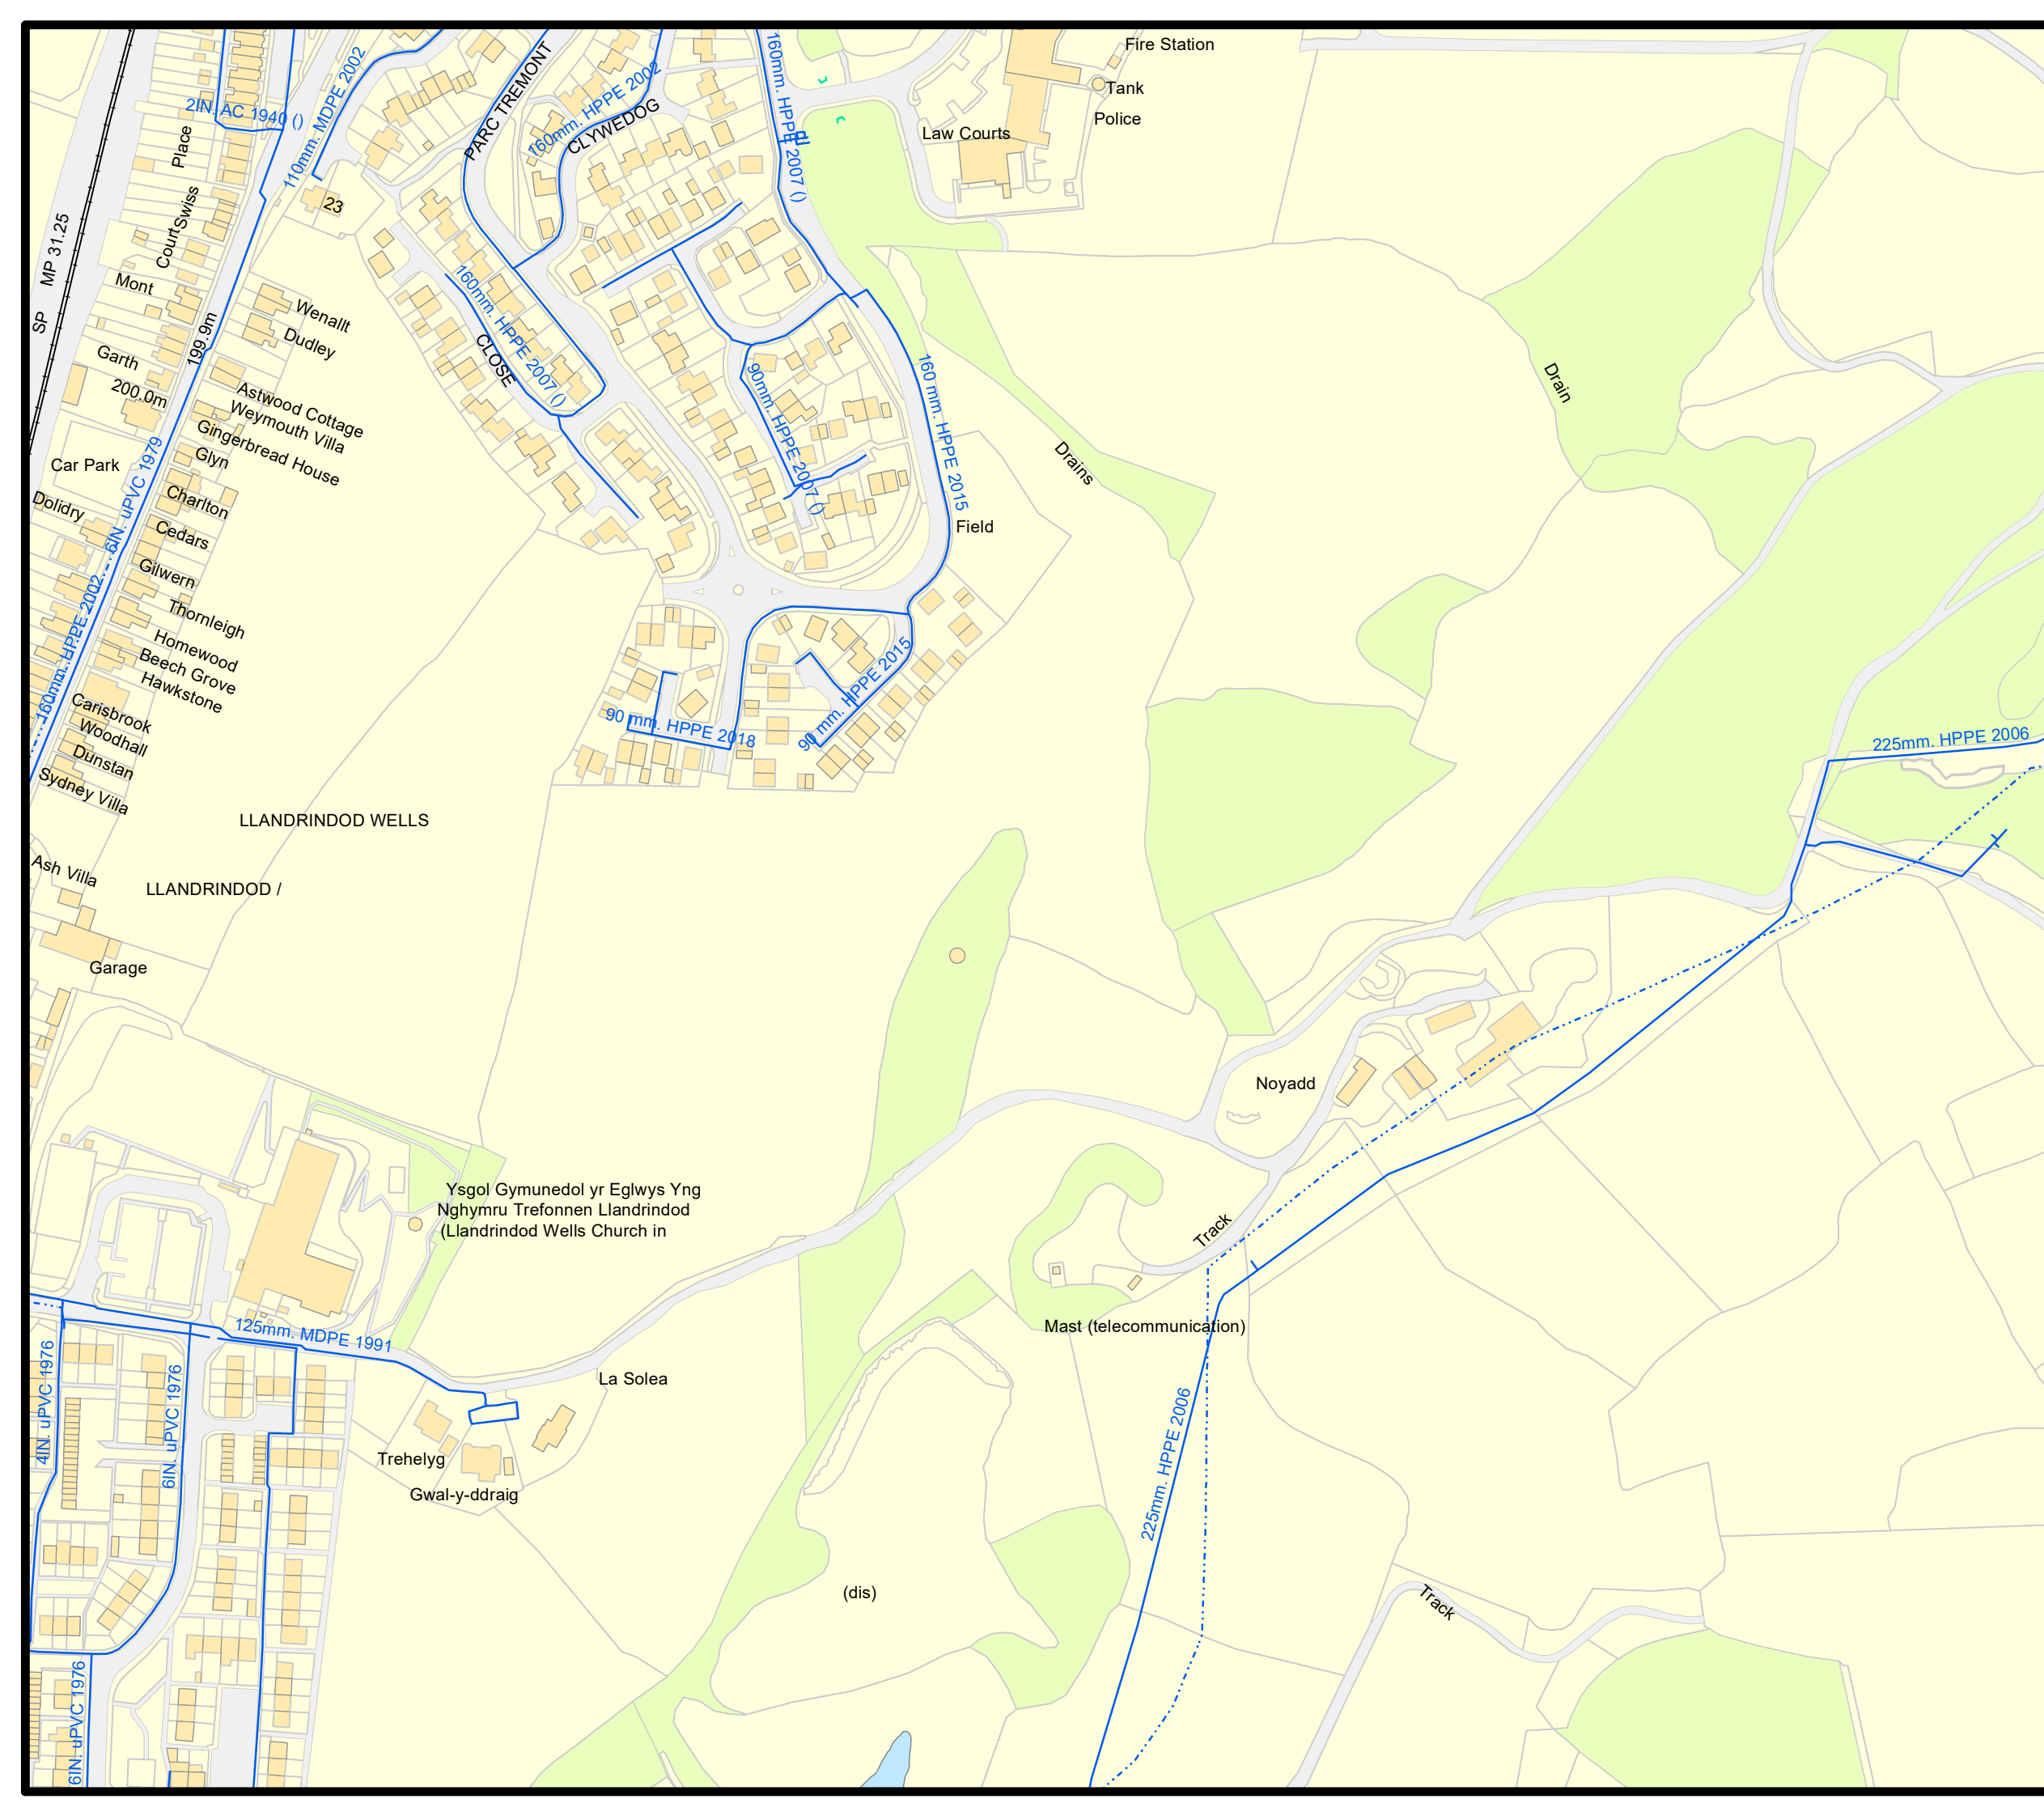 Fire Station
Tank
Police
Law Courts
2IN. AC 1940 ()
110mm. MDPE 2002
PARC TREMONT
160mm. HPPE 2002
CLYWEDOG
160mm. HPPE 2007 ()
Place
Swiss
Court
23
MP 31.25
SP
Mont
199.9m
Wenallt
Dudley
Garth
200.0m
Astwood Cottage
Weymouth Villa
Gingerbread House
Glyn
Car Park
Charlton
Dolidry
Cedars
Gilwern
6IN. uPVC 1979
160mm. HPPE 2002
Thornleigh
Homewood
Beech Grove
Hawkstone
Carisbrook
Woodhall
Dunstan
Sydney Villa
160mm. HPPE 2007 ()
CLOSE
90mm. HPPE 2007 ()
160 mm. HPPE 2015
Drains
Drain
Field
90 mm. HPPE 2015
90 mm. HPPE 2018
225mm. HPPE 2006
LLANDRINDOD WELLS
Ash Villa
LLANDRINDOD /
Garage
Noyadd
Ysgol Gymunedol yr Eglwys Yng
Nghymru Trefonnen Llandrindod
(Llandrindod Wells Church in
Track
Mast (telecommunication)
125mm. MDPE 1991
4IN. uPVC 1976
6IN. uPVC 1976
La Solea
Trehelyg
Gwal-y-ddraig
225mm. HPPE 2006
(dis)
Track
6IN. uPVC 1976